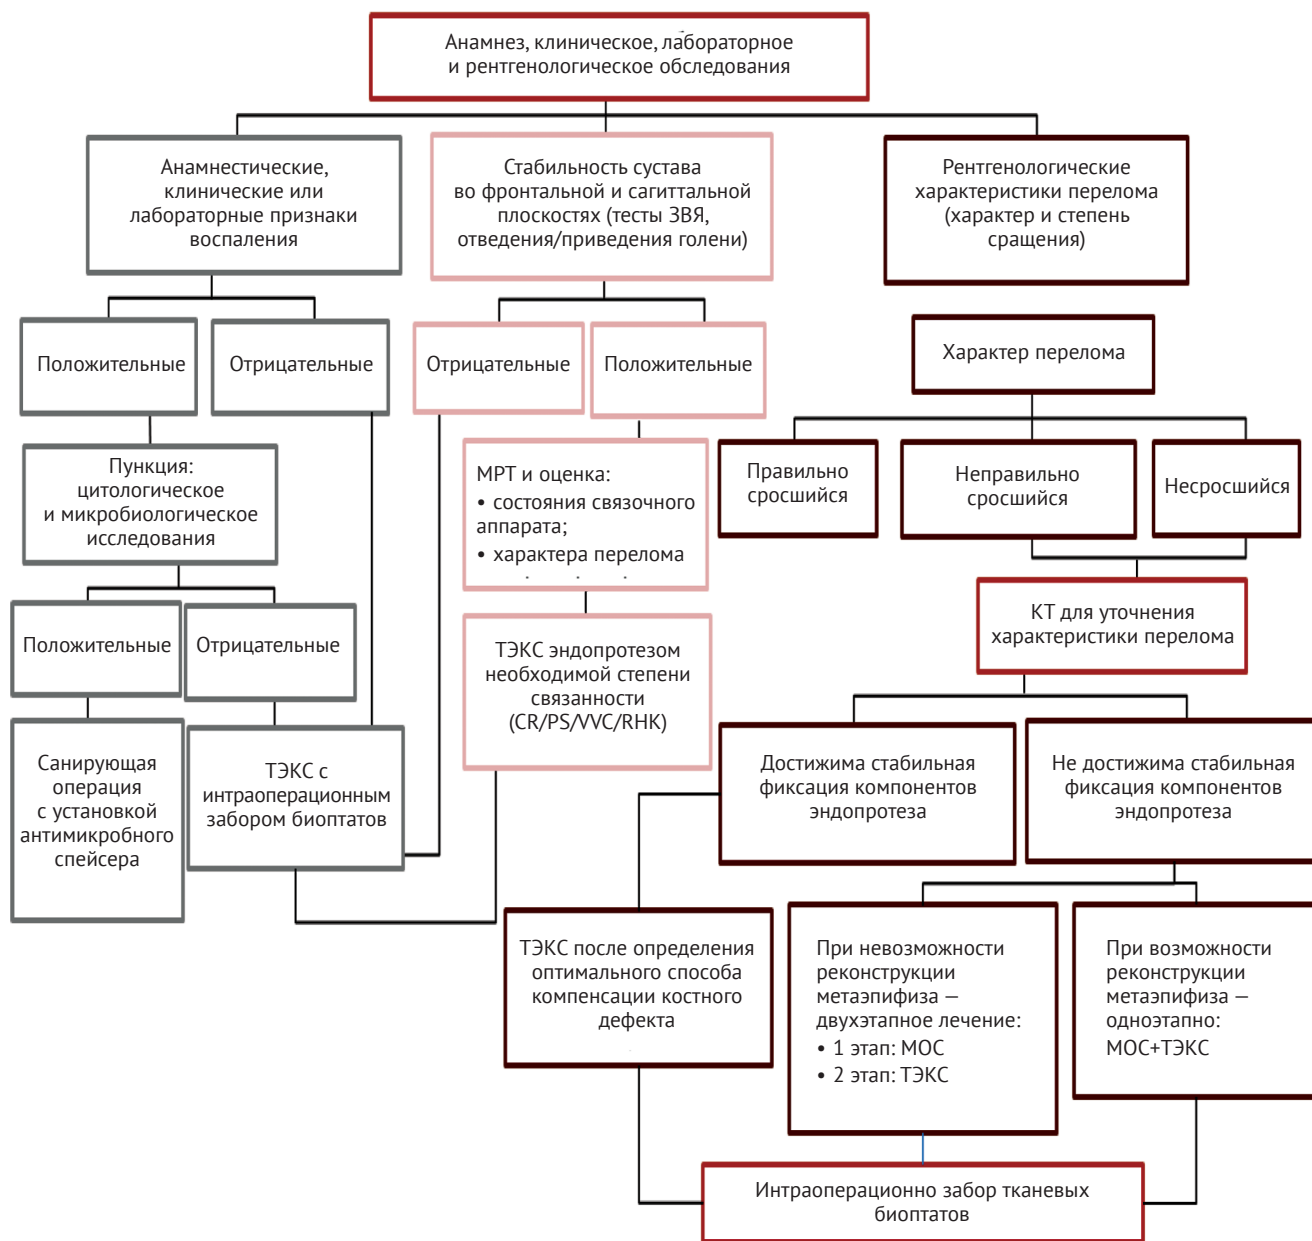 Анамнез, клиническое, лабораторное
и рентгенологическое обследования
Анамнестические,
клинические или
лабораторные признаки
воспаления
Стабильность сустава
во фронтальной и сагиттальной
плоскостях (тесты ЗВЯ,
отведения/приведения голени)
Рентгенологические
характеристики перелома
(характер и степень
сращения)
Положительные
Отрицательные
Отрицательные
Положительные
Характер перелома
Пункция:
цитологическое
и микробиологическое
исследования
МРТ и оценка:
• состояния связочного
аппарата;
• характера перелома
Правильно
сросшийся
Неправильно
сросшийся
Несросшийся
КТ для уточнения
характеристики перелома
Положительные
Отрицательные
ТЭКС эндопротезом
необходимой степени
связанности
(CR/PS/VVC/RHK)
Санирующая
операция
с установкой
антимикробного
спейсера
ТЭКС с
интраоперационным
забором биоптатов
Достижима стабильная
фиксация компонентов
эндопротеза
Не достижима стабильная
фиксация компонентов
эндопротеза
ТЭКС после определения
оптимального способа
компенсации костного
дефекта
При невозможности
реконструкции
метаэпифиза —
двухэтапное лечение:
• 1 этап: МОС
• 2 этап: ТЭКС
При возможности
реконструкции
метаэпифиза —
одноэтапно:
МОС+ТЭКС
Интраоперационно забор тканевых
биоптатов